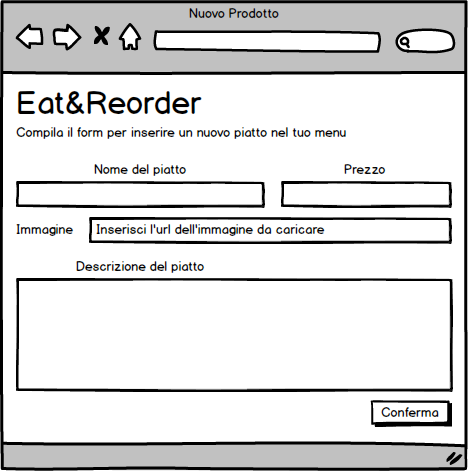 Nuovo Prodotto
Eat&Reorder
Compila il form per inserire un nuovo piatto nel tuo menu
Nome del piatto Prezzo
Immagine Inserisci l'url dell'immagine da caricare
Descrizione del piatto
Conferma